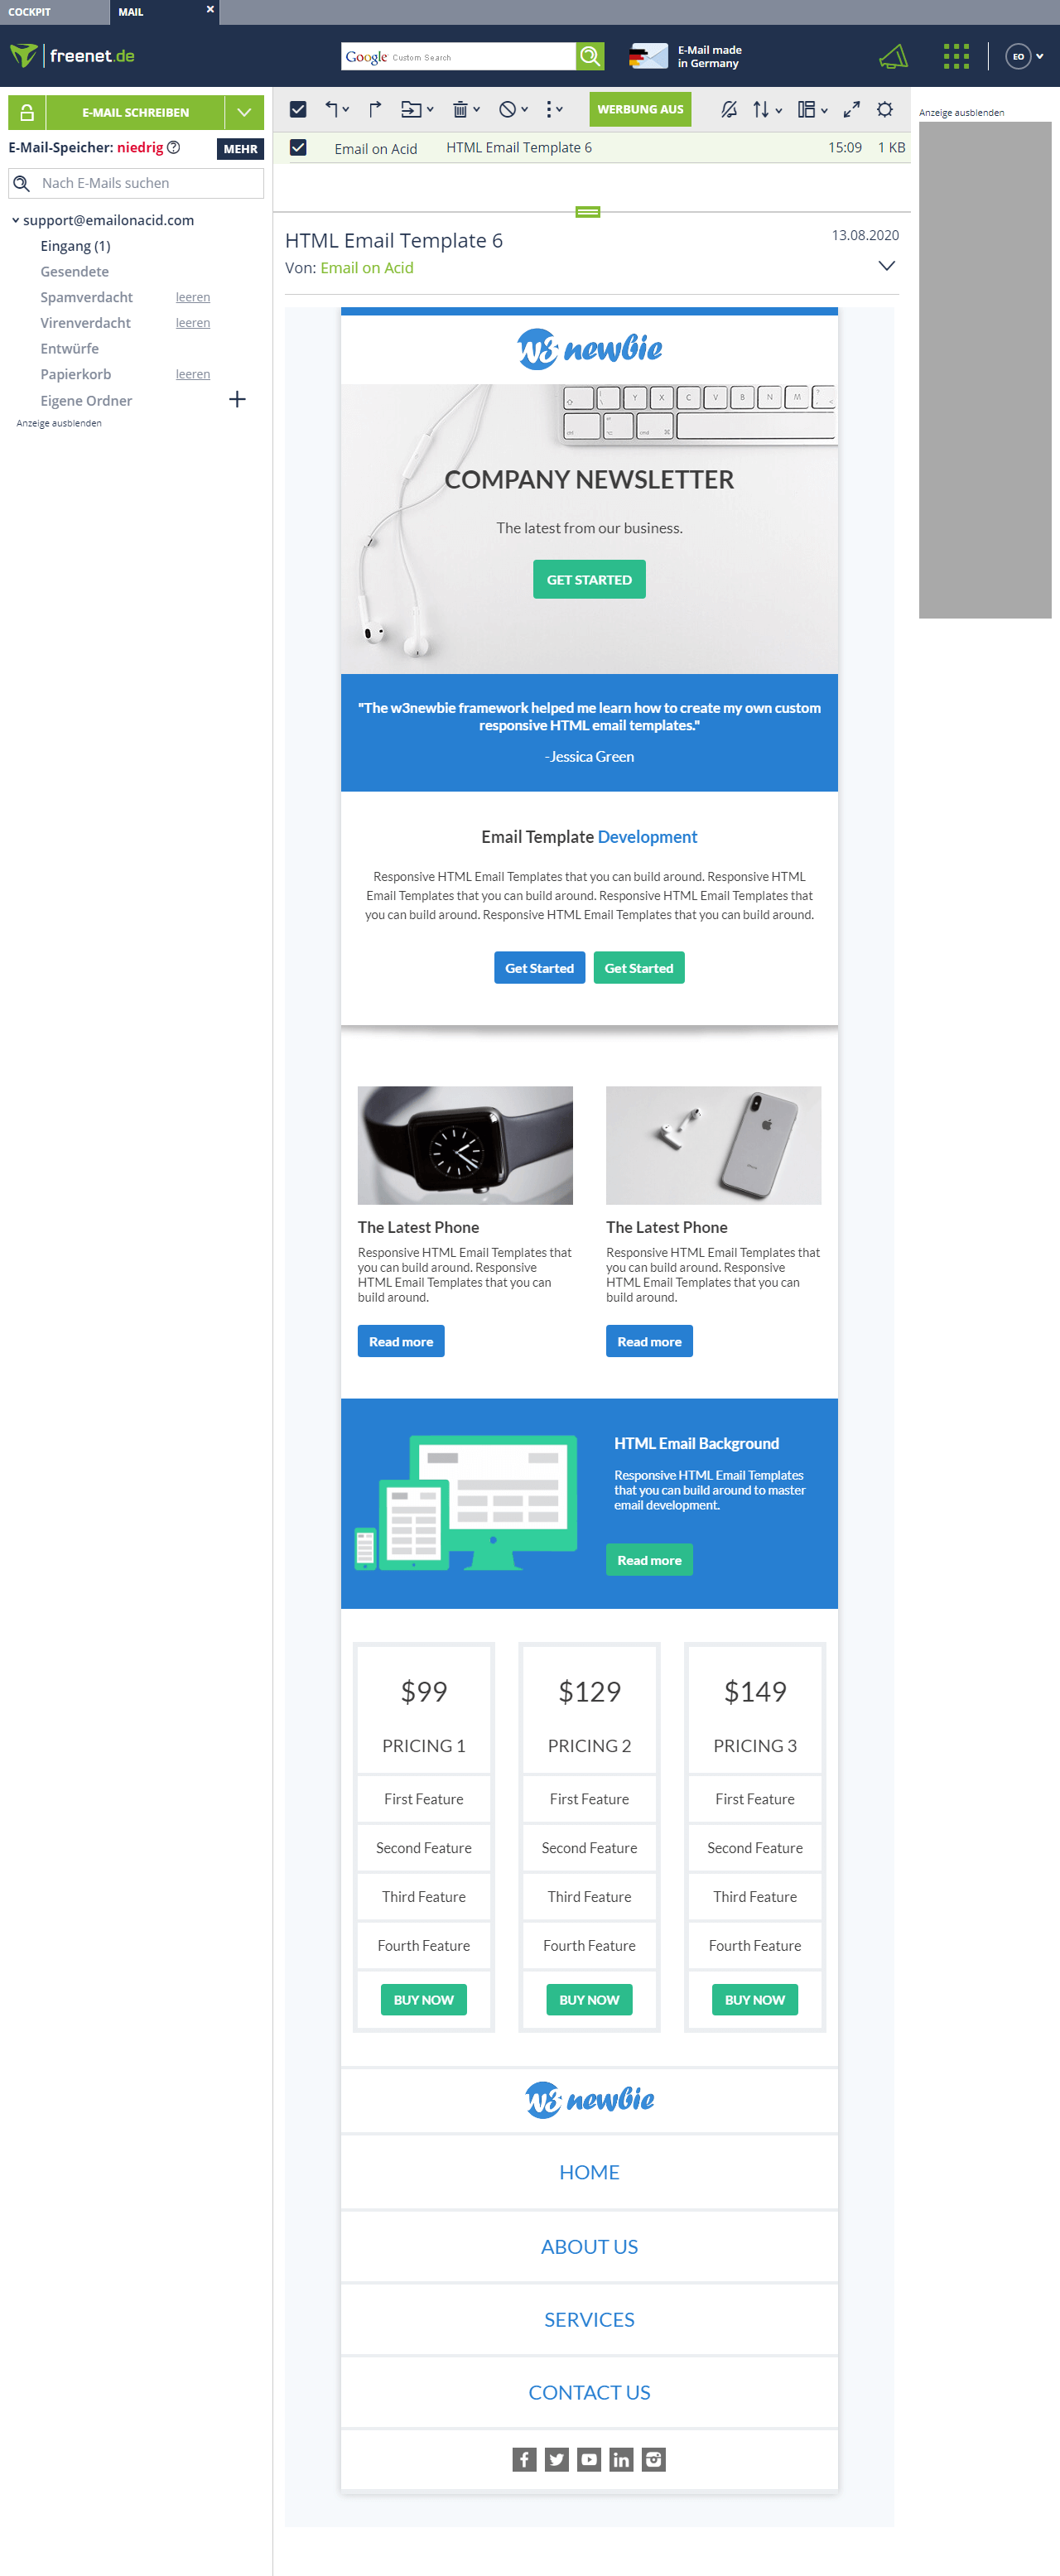 COCKPIT
MAIL
freenet.de
Google Custom Search
E-Mail made
in Germany
EO
E-MAIL SCHREIBEN
WERBUNG AUS
Anzeige ausblenden
E-Mail-Speicher: niedrig
MEHR
Email on Acid
HTML Email Template 6
15:09
1 KB
Nach E-Mails suchen
support@emailonacid.com
Eingang (1)
Gesendete
Spamverdacht leeren
Virenverdacht leeren
Entwürfe
Papierkorb leeren
Eigene Ordner
Anzeige ausblenden
HTML Email Template 6
13.08.2020
Von: Email on Acid
w3 newbie
Z X C V B N M
ctrl alt cmd
COMPANY NEWSLETTER
The latest from our business.
GET STARTED
"The w3newbie framework helped me learn how to create my own custom
responsive HTML email templates."
-Jessica Green
Email Template Development
Responsive HTML Email Templates that you can build around. Responsive HTML
Email Templates that you can build around. Responsive HTML Email Templates that
you can build around. Responsive HTML Email Templates that you can build around.
Get Started
Get Started
The Latest Phone
Responsive HTML Email Templates that
you can build around. Responsive
HTML Email Templates that you can
build around.
Read more
The Latest Phone
Responsive HTML Email Templates that
you can build around. Responsive
HTML Email Templates that you can
build around.
Read more
HTML Email Background
Responsive HTML Email Templates
that you can build around to master
email development.
Read more
$99
PRICING 1
First Feature
Second Feature
Third Feature
Fourth Feature
BUY NOW
$129
PRICING 2
First Feature
Second Feature
Third Feature
Fourth Feature
BUY NOW
$149
PRICING 3
First Feature
Second Feature
Third Feature
Fourth Feature
BUY NOW
w3 newbie
HOME
ABOUT US
SERVICES
CONTACT US